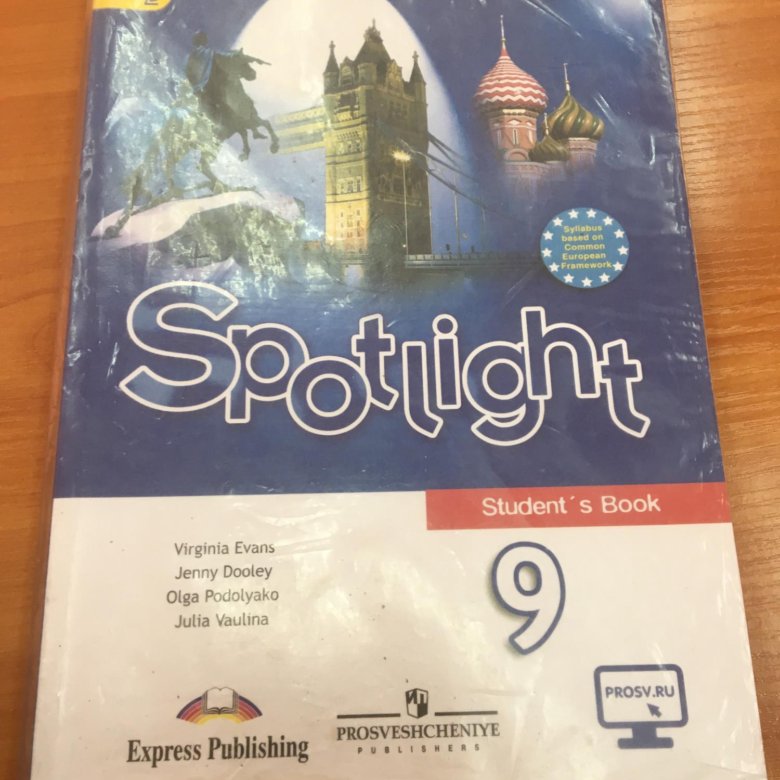 Syllabus
based on
Common
European
Framework
Spotlight
Student´s Book
Virginia Evans
Jenny Dooley
Olga Podolyako
Julia Vaulina
9
PROSV.RU
Express Publishing
PROSVESHCHENIYE
PUBLISHERS